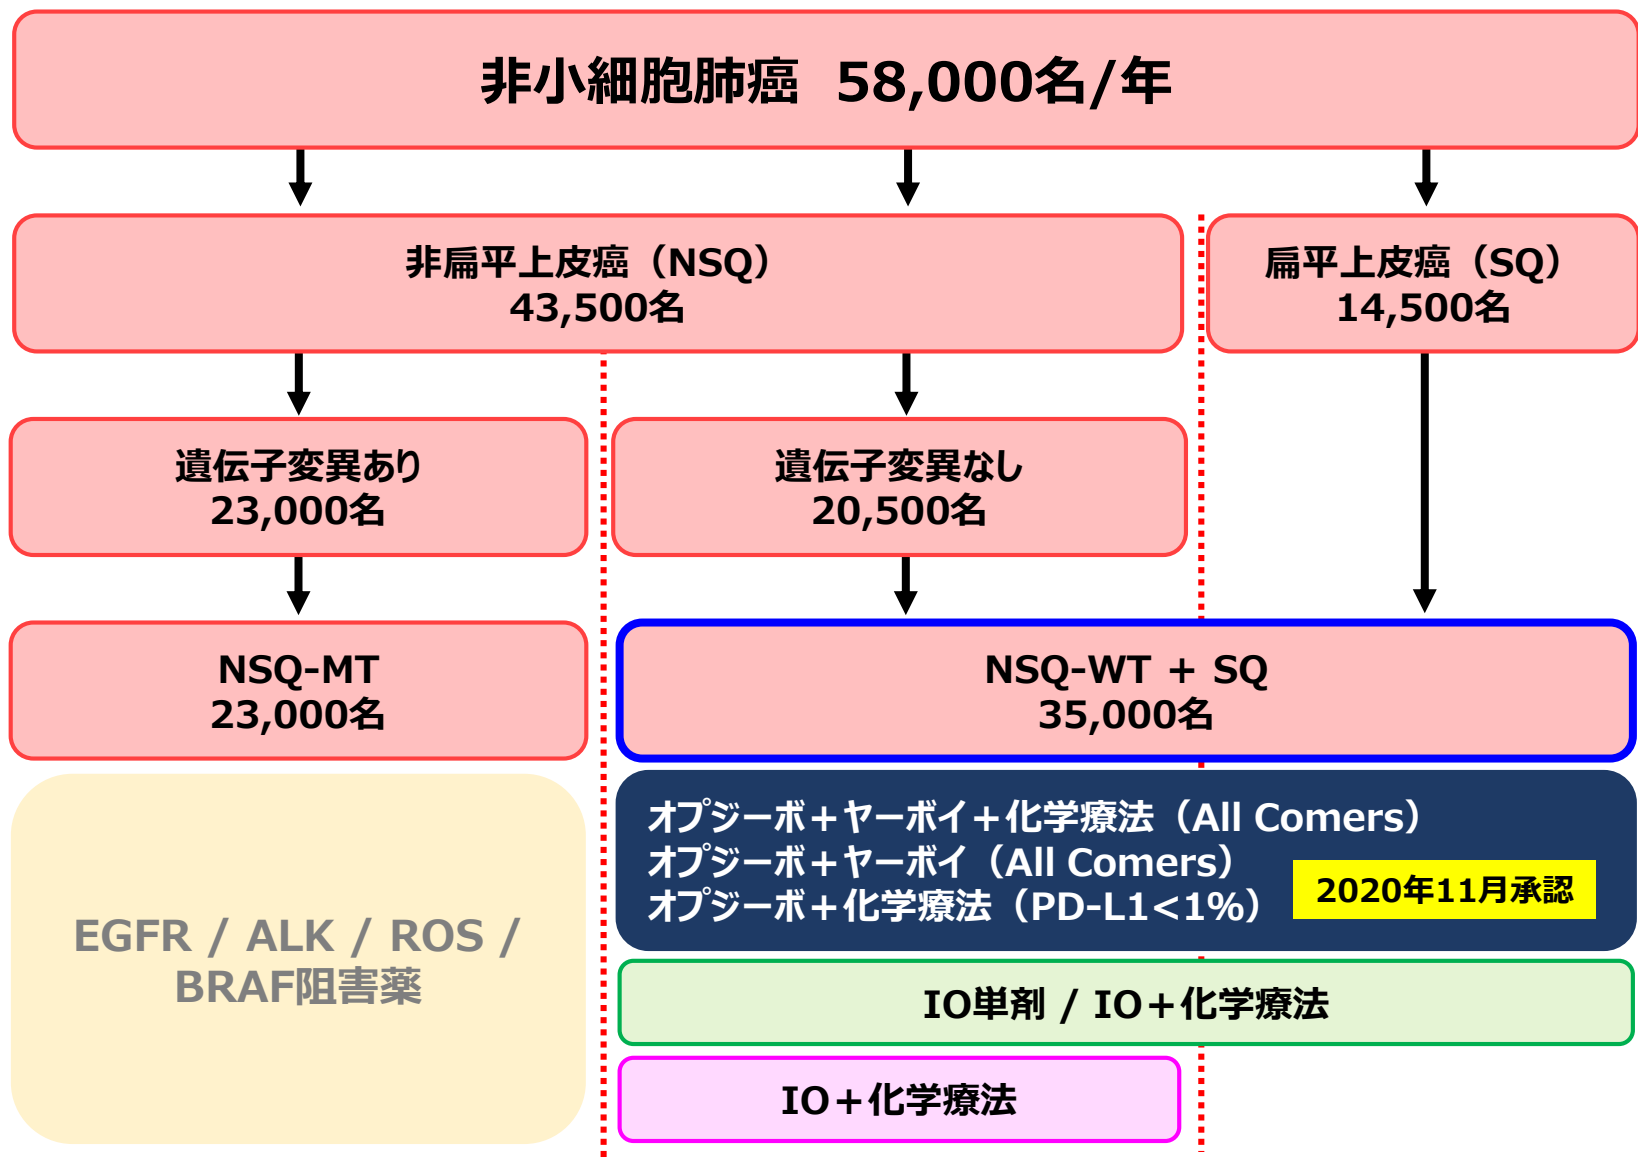 非小細胞肺癌 58,000名/年
非扁平上皮癌（NSQ）
43,500名
扁平上皮癌（SQ）
14,500名
遺伝子変異あり
23,000名
遺伝子変異なし
20,500名
NSQ-MT
23,000名
NSQ-WT + SQ
35,000名
オプジーボ＋ヤーボイ＋化学療法（All Comers）
オプジーボ＋ヤーボイ（All Comers）
オプジーボ＋化学療法（PD-L1<1%）
2020年11月承認
EGFR / ALK / ROS /
BRAF阻害薬
IO単剤 / IO＋化学療法
IO＋化学療法